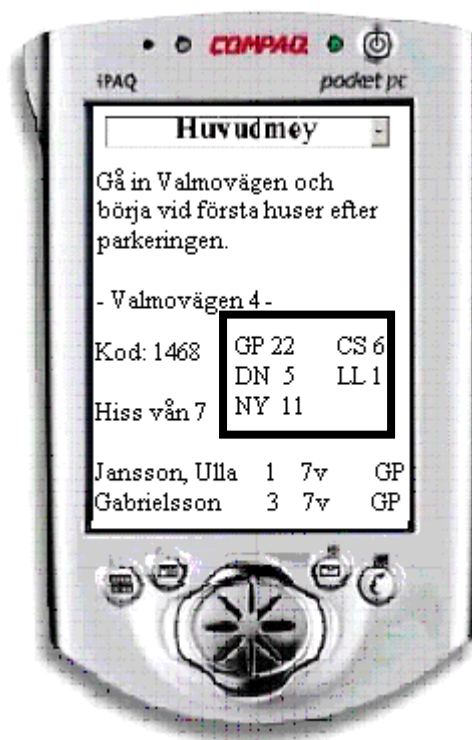 COMPAQ
iPAQ pocket pc
Huvudmey
Gå in Valmovägen och
börja vid första huser efter
parkeringen.
- Valmovägen 4 -
Kod: 1468
GP 22 CS 6
DN 5 LL 1
NY 11
Hiss vån 7
Jansson, Ulla 1 7v GP
Gabrielsson 3 7v GP